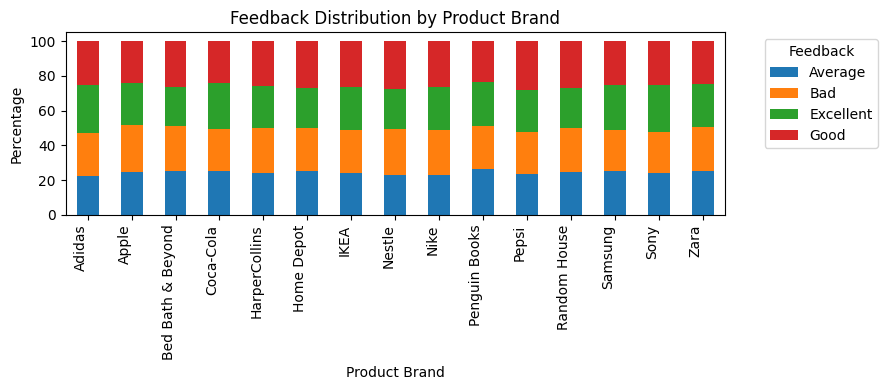 Feedback Distribution by Product Brand
Percentage
100
80
60
40
20
0
Adidas
Apple
Bed Bath & Beyond
Coca-Cola
HarperCollins
Home Depot
IKEA
Nestle
Nike
Penguin Books
Pepsi
Random House
Samsung
Sony
Zara
Product Brand
Feedback
Average
Bad
Excellent
Good